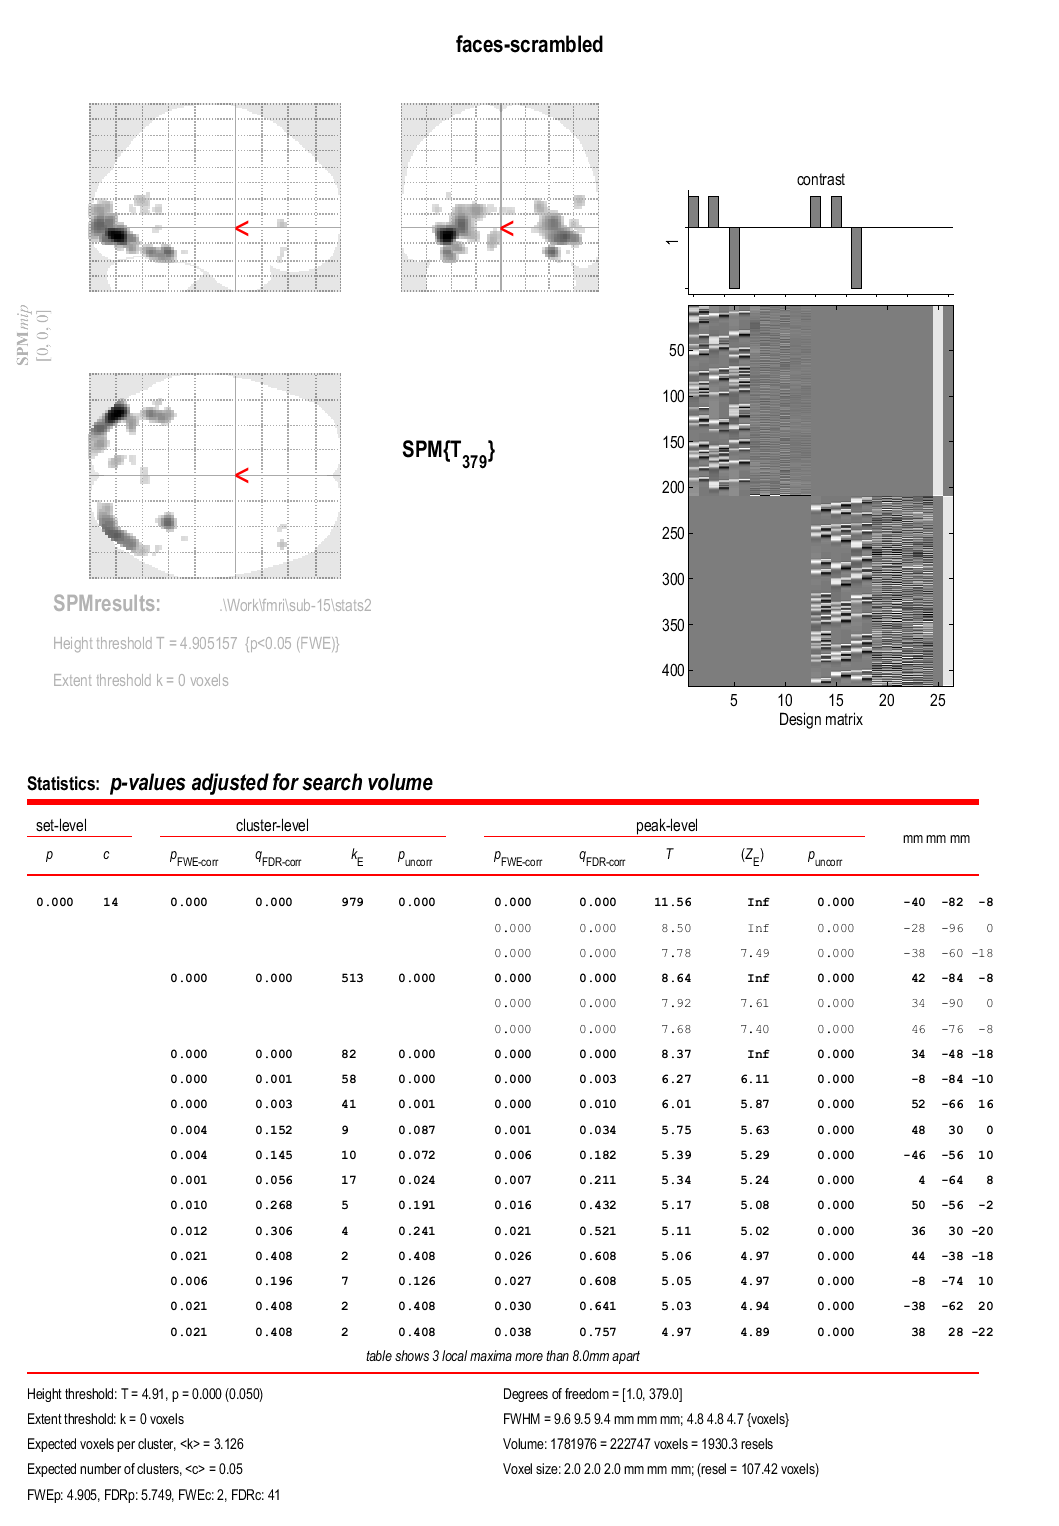 faces-scrambled
<
<
<
SPMmip
[0, 0, 0]
SPM{T379}
contrast
1
50
100
150
200
250
300
350
400
5 10 15 20 25
Design matrix
SPMresults: .\Work\fmri\sub-15\stats2
Height threshold T = 4.905157 {p<0.05 (FWE)}
Extent threshold k = 0 voxels
Statistics: p-values adjusted for search volume
set-level cluster-level peak-level mm mm mm
p c pFWE-corr qFDR-corr kE puncorr pFWE-corr qFDR-corr T (ZE) puncorr
0.000 14 0.000 0.000 979 0.000 0.000 0.000 11.56 Inf 0.000 -40 -82 -8
0.000 0.000 8.50 Inf 0.000 -28 -96 0
0.000 0.000 7.78 7.49 0.000 -38 -60 -18
0.000 0.000 513 0.000 0.000 0.000 8.64 Inf 0.000 42 -84 -8
0.000 0.000 7.92 7.61 0.000 34 -90 0
0.000 0.000 7.68 7.40 0.000 46 -76 -8
0.000 0.000 82 0.000 0.000 0.000 8.37 Inf 0.000 34 -48 -18
0.000 0.001 58 0.000 0.000 0.003 6.27 6.11 0.000 -8 -84 -10
0.000 0.003 41 0.001 0.000 0.010 6.01 5.87 0.000 52 -66 16
0.004 0.152 9 0.087 0.001 0.034 5.75 5.63 0.000 48 30 0
0.004 0.145 10 0.072 0.006 0.182 5.39 5.29 0.000 -46 -56 10
0.001 0.056 17 0.024 0.007 0.211 5.34 5.24 0.000 4 -64 8
0.010 0.268 5 0.191 0.016 0.432 5.17 5.08 0.000 50 -56 -2
0.012 0.306 4 0.241 0.021 0.521 5.11 5.02 0.000 36 30 -20
0.021 0.408 2 0.408 0.026 0.608 5.06 4.97 0.000 44 -38 -18
0.006 0.196 7 0.126 0.027 0.608 5.05 4.97 0.000 -8 -74 10
0.021 0.408 2 0.408 0.030 0.641 5.03 4.94 0.000 -38 -62 20
0.021 0.408 2 0.408 0.038 0.757 4.97 4.89 0.000 38 28 -22
table shows 3 local maxima more than 8.0mm apart
Height threshold: T = 4.91, p = 0.000 (0.050)
Extent threshold: k = 0 voxels
Expected voxels per cluster, <k> = 3.126
Expected number of clusters, <c> = 0.05
FWEp: 4.905, FDRp: 5.749, FWEc: 2, FDRc: 41
Degrees of freedom = [1.0, 379.0]
FWHM = 9.6 9.5 9.4 mm mm mm; 4.8 4.8 4.7 {voxels}
Volume: 1781976 = 222747 voxels = 1930.3 resels
Voxel size: 2.0 2.0 2.0 mm mm mm; (resel = 107.42 voxels)